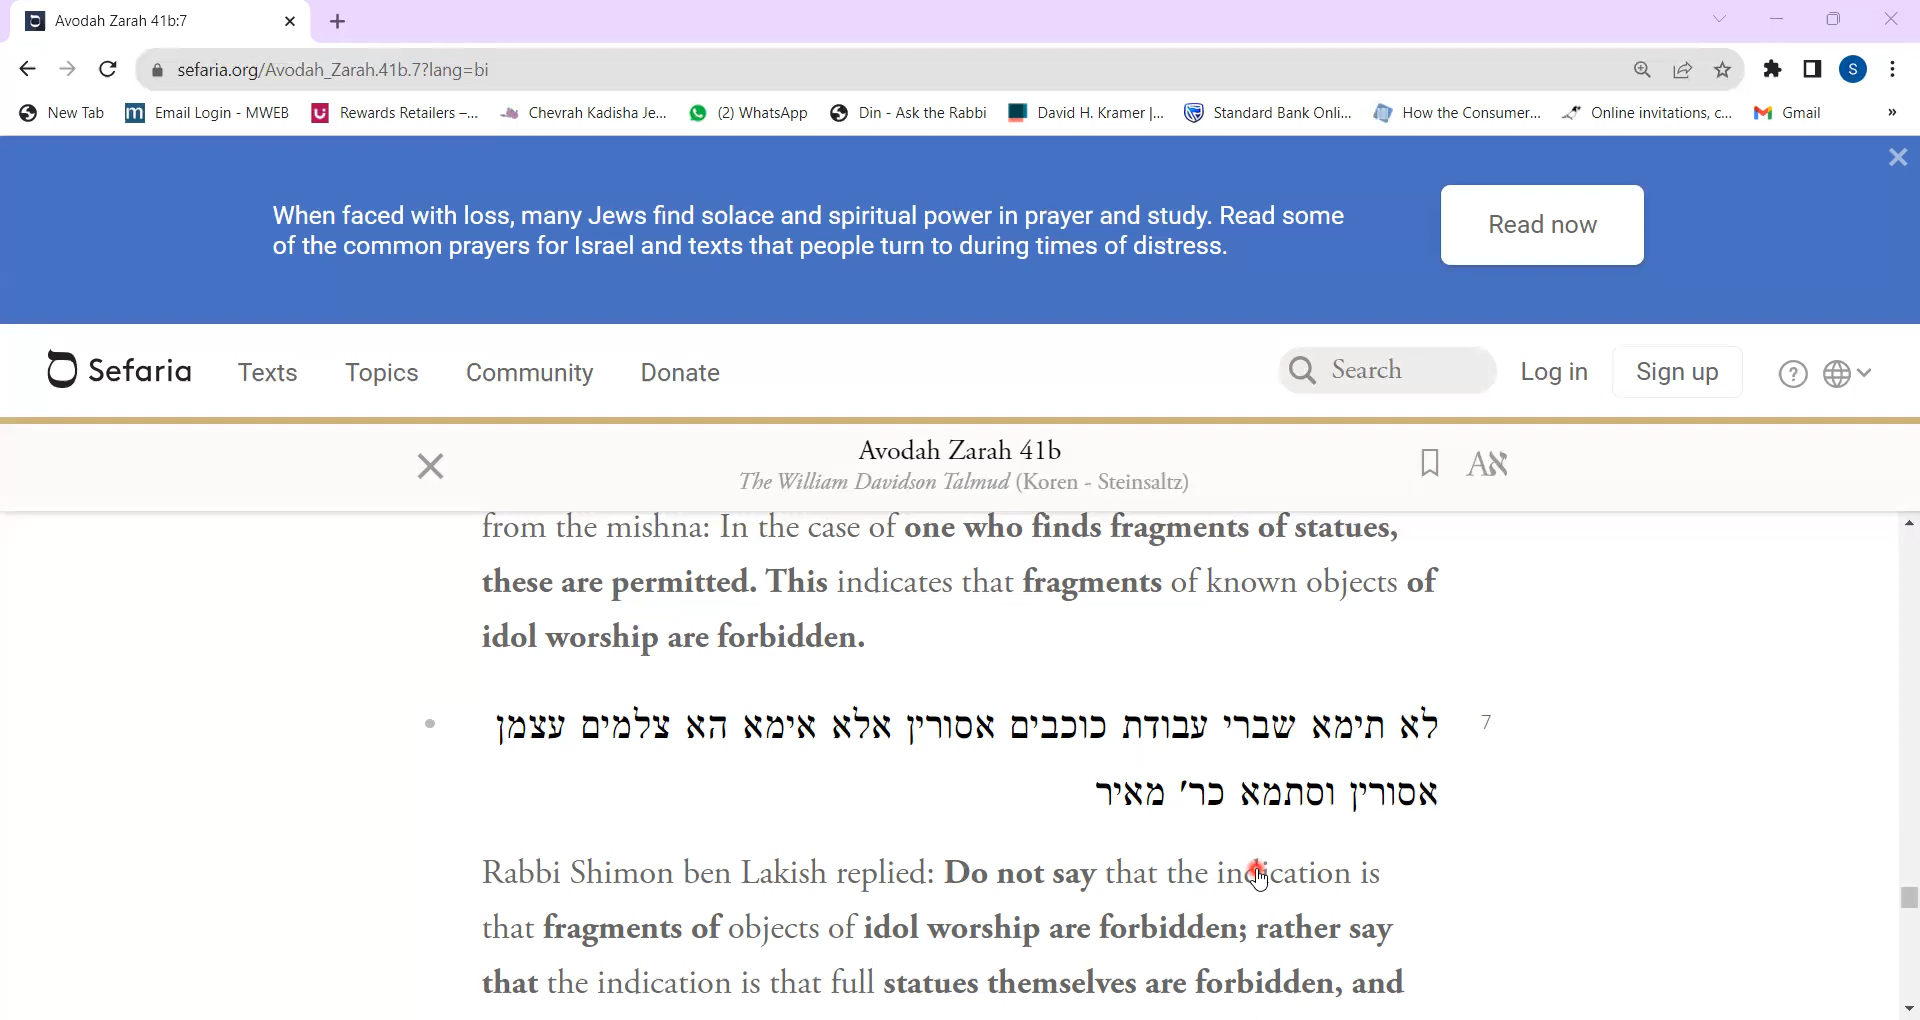 Avodah Zarah 41b:7
sefaria.org/Avodah_Zarah.41b.7?lang=bi
S
New Tab
Email Login - MWEB
Rewards Retailers –...
Chevrah Kadisha Je...
(2) WhatsApp
Din - Ask the Rabbi
David H. Kramer |...
Standard Bank Onli...
How the Consumer...
Online invitations, c...
Gmail
»
When faced with loss, many Jews find solace and spiritual power in prayer and study. Read some
of the common prayers for Israel and texts that people turn to during times of distress.
Read now
Sefaria
Texts
Topics
Community
Donate
Search
Log in
Sign up
Avodah Zarah 41b
The William Davidson Talmud (Koren - Steinsaltz)
Aא
from the mishna: In the case of one who finds fragments of statues,
these are permitted. This indicates that fragments of known objects of
idol worship are forbidden.
לא תימא שברי עבודת כוכבים אסורין אלא אימא הא צלמים עצמן
7
אסורין וסתמא כר׳ מאיר
Rabbi Shimon ben Lakish replied: Do not say that the indication is
that fragments of objects of idol worship are forbidden; rather say
that the indication is that full statues themselves are forbidden, and